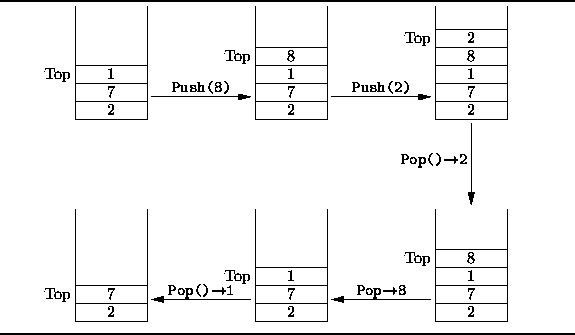 Top 1
7
2
Push(8)
Top 8
1
7
2
Push(2)
Top 2
8
1
7
2
Pop()→2
Top 8
1
7
2
Pop→8
Top 1
7
2
Pop()→1
Top 7
2